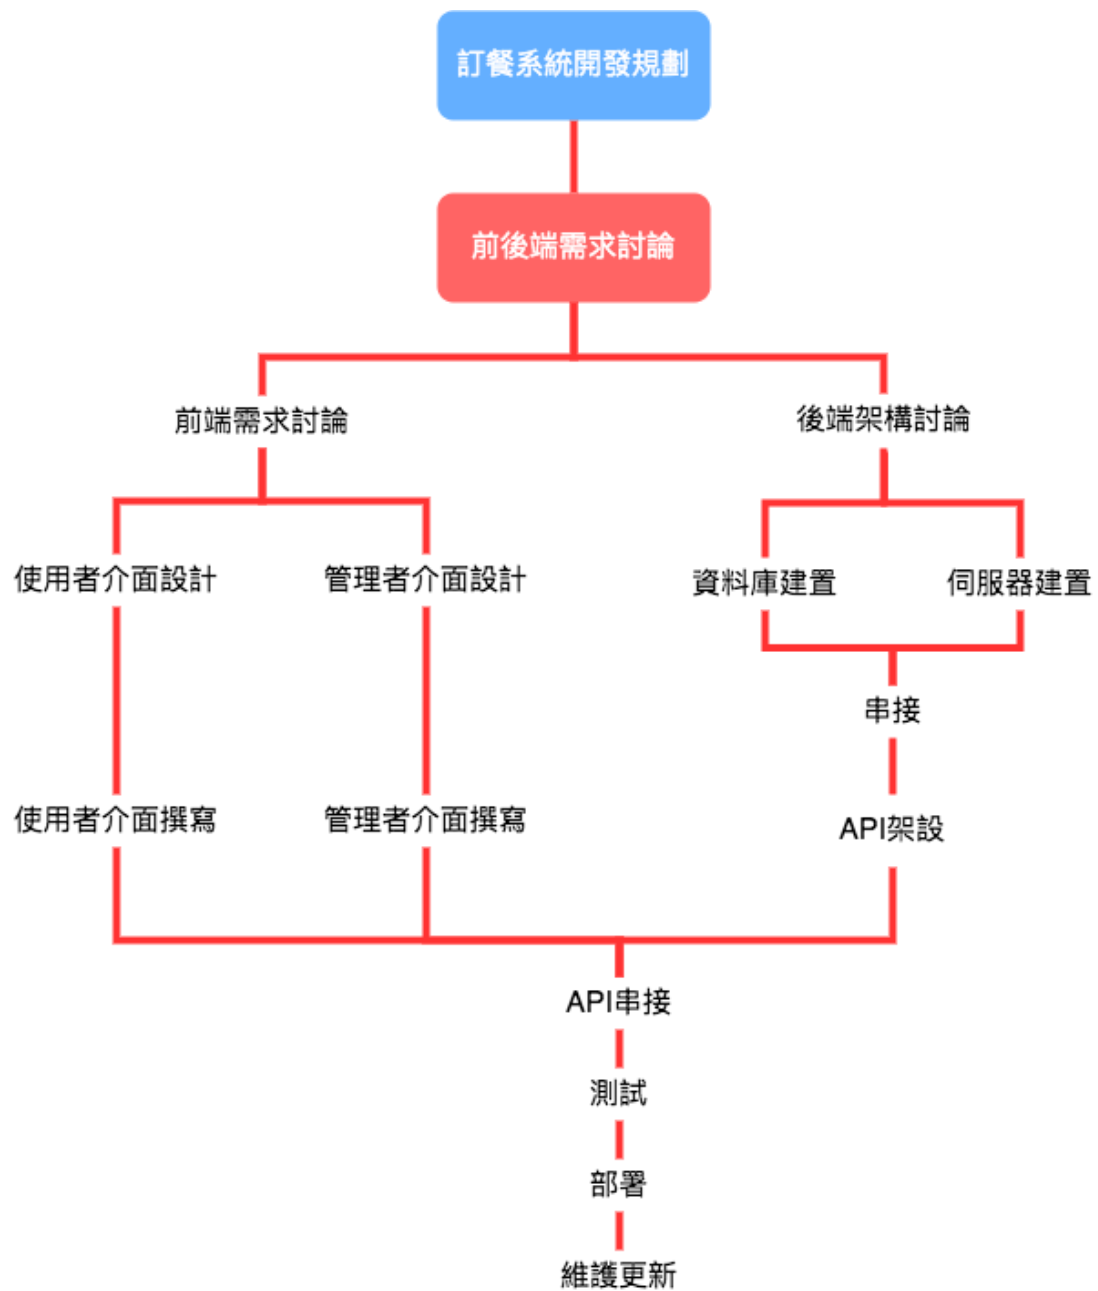 訂餐系統開發規劃
前後端需求討論
前端需求討論
後端架構討論
使用者介面設計
管理者介面設計
資料庫建置
伺服器建置
串接
使用者介面撰寫
管理者介面撰寫
API架設
API串接
測試
部署
維護更新